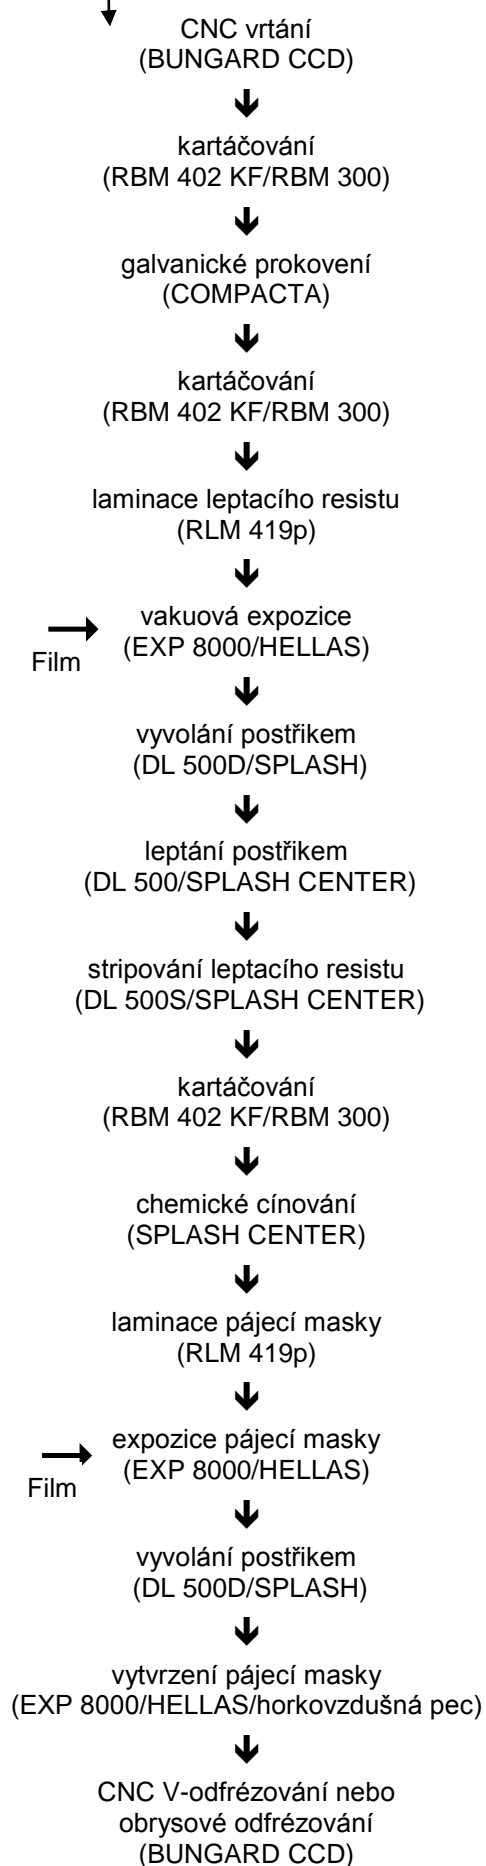 CNC vrtání
(BUNGARD CCD)
kartáčování
(RBM 402 KF/RBM 300)
galvanické prokovení
(COMPACTA)
kartáčování
(RBM 402 KF/RBM 300)
laminace leptacího resistu
(RLM 419p)
vakuová expozice
(EXP 8000/HELLAS)
Film
vyvolání postřikem
(DL 500D/SPLASH)
leptání postřikem
(DL 500/SPLASH CENTER)
stripování leptacího resistu
(DL 500S/SPLASH CENTER)
kartáčování
(RBM 402 KF/RBM 300)
chemické cínování
(SPLASH CENTER)
laminace pájecí masky
(RLM 419p)
expozice pájecí masky
(EXP 8000/HELLAS)
Film
vyvolání postřikem
(DL 500D/SPLASH)
vytvrzení pájecí masky
(EXP 8000/HELLAS/horkovzdušná pec)
CNC V-odfrézování nebo
obrysové odfrézování
(BUNGARD CCD)